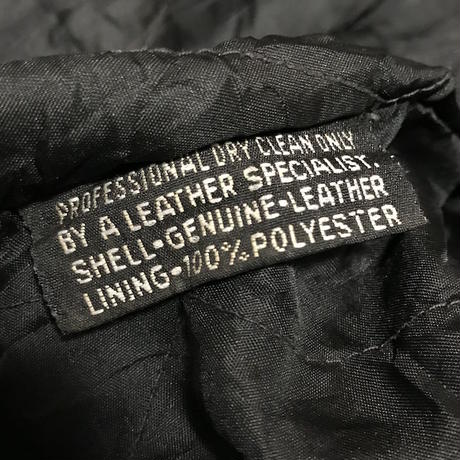 PROFESSIONAL DRY CLEAN ONLY
BY A LEATHER SPECIALIST.
SHELL-GENUINE-LEATHER
LINING-100% POLYESTER